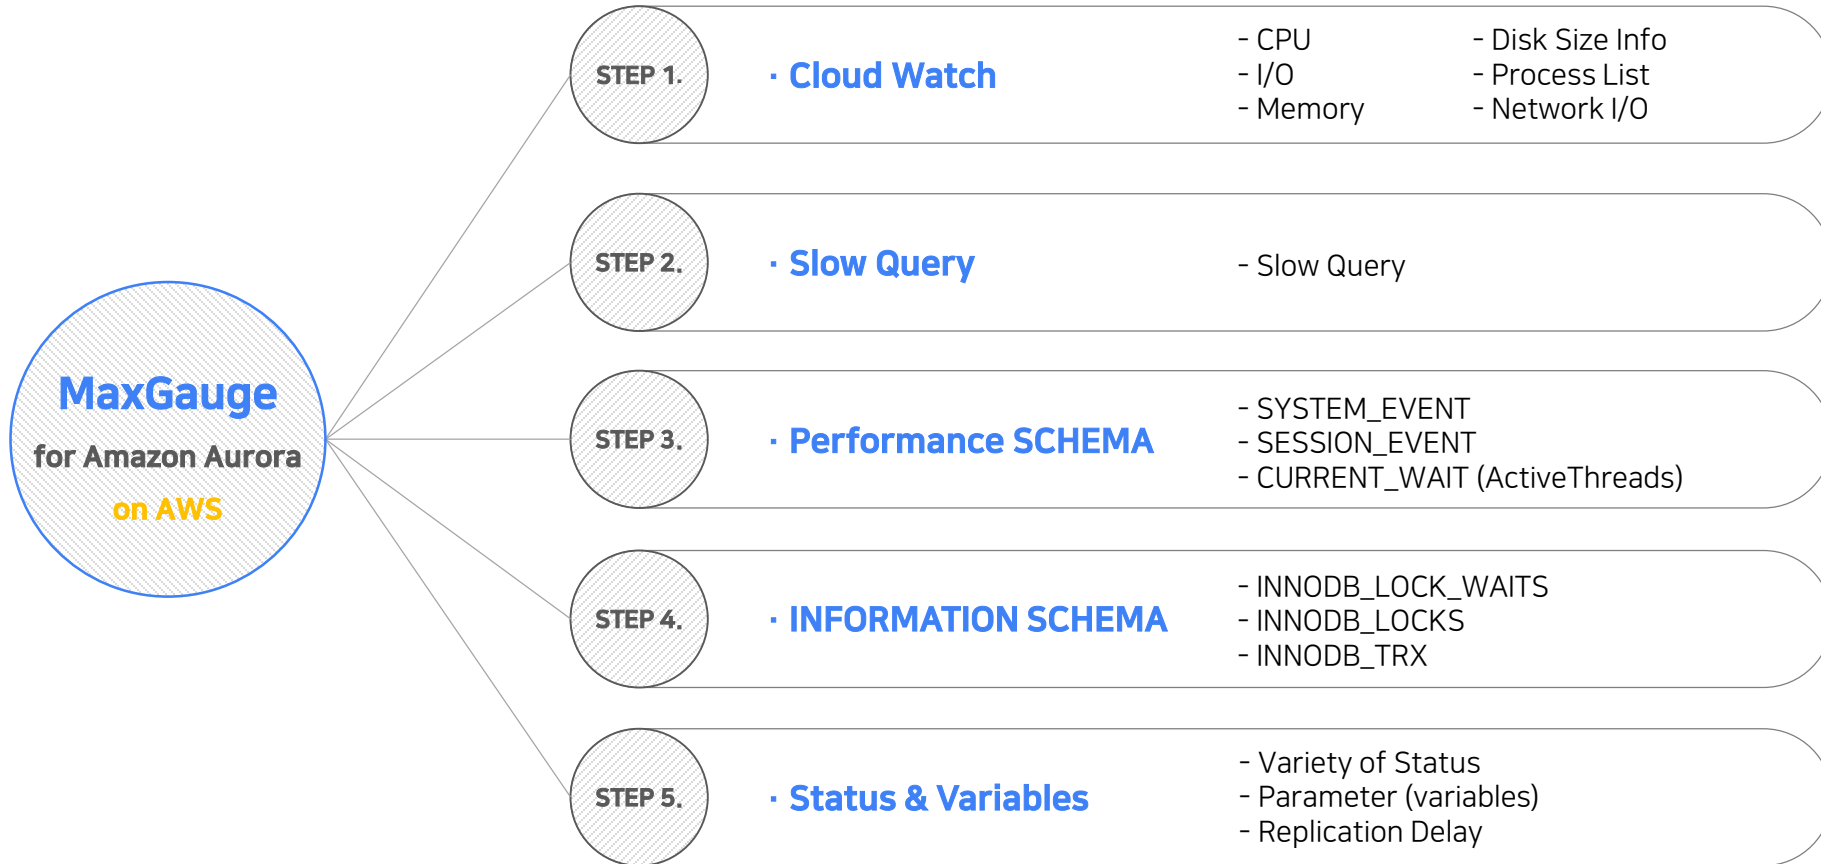 MaxGauge
for Amazon Aurora
on AWS
STEP 1.
· Cloud Watch
- CPU
- I/O
- Memory
- Disk Size Info
- Process List
- Network I/O
STEP 2.
· Slow Query
- Slow Query
STEP 3.
· Performance SCHEMA
- SYSTEM_EVENT
- SESSION_EVENT
- CURRENT_WAIT (ActiveThreads)
STEP 4.
· INFORMATION SCHEMA
- INNODB_LOCK_WAITS
- INNODB_LOCKS
- INNODB_TRX
STEP 5.
· Status & Variables
- Variety of Status
- Parameter (variables)
- Replication Delay